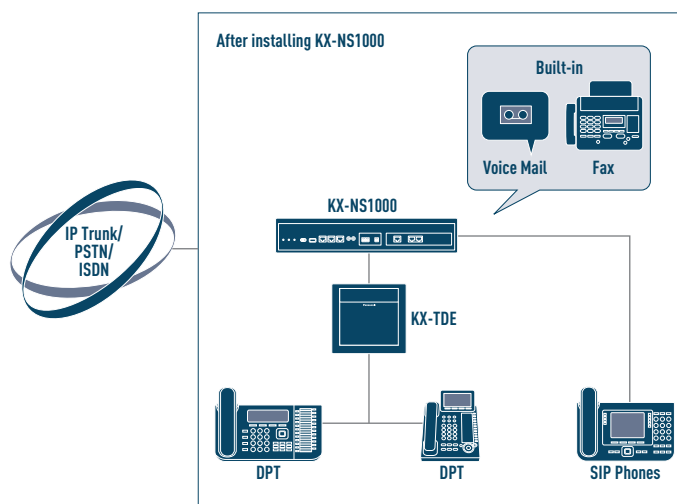 After installing KX-NS1000
Built-in
Voice Mail
Fax
KX-NS1000
IP Trunk/
PSTN/
ISDN
Panasonic
KX-TDE
DPT
DPT
SIP Phones